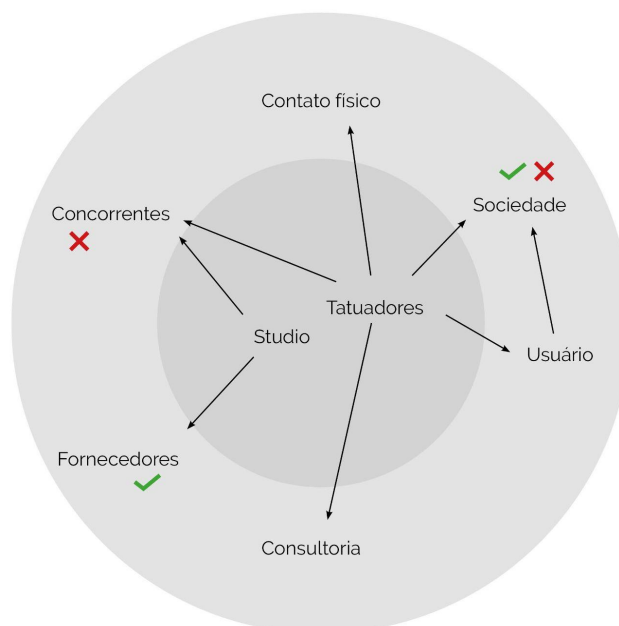 Contato físico
Sociedade
Concorrentes
Tatuadores
Studio
Usuário
Fornecedores
Consultoria